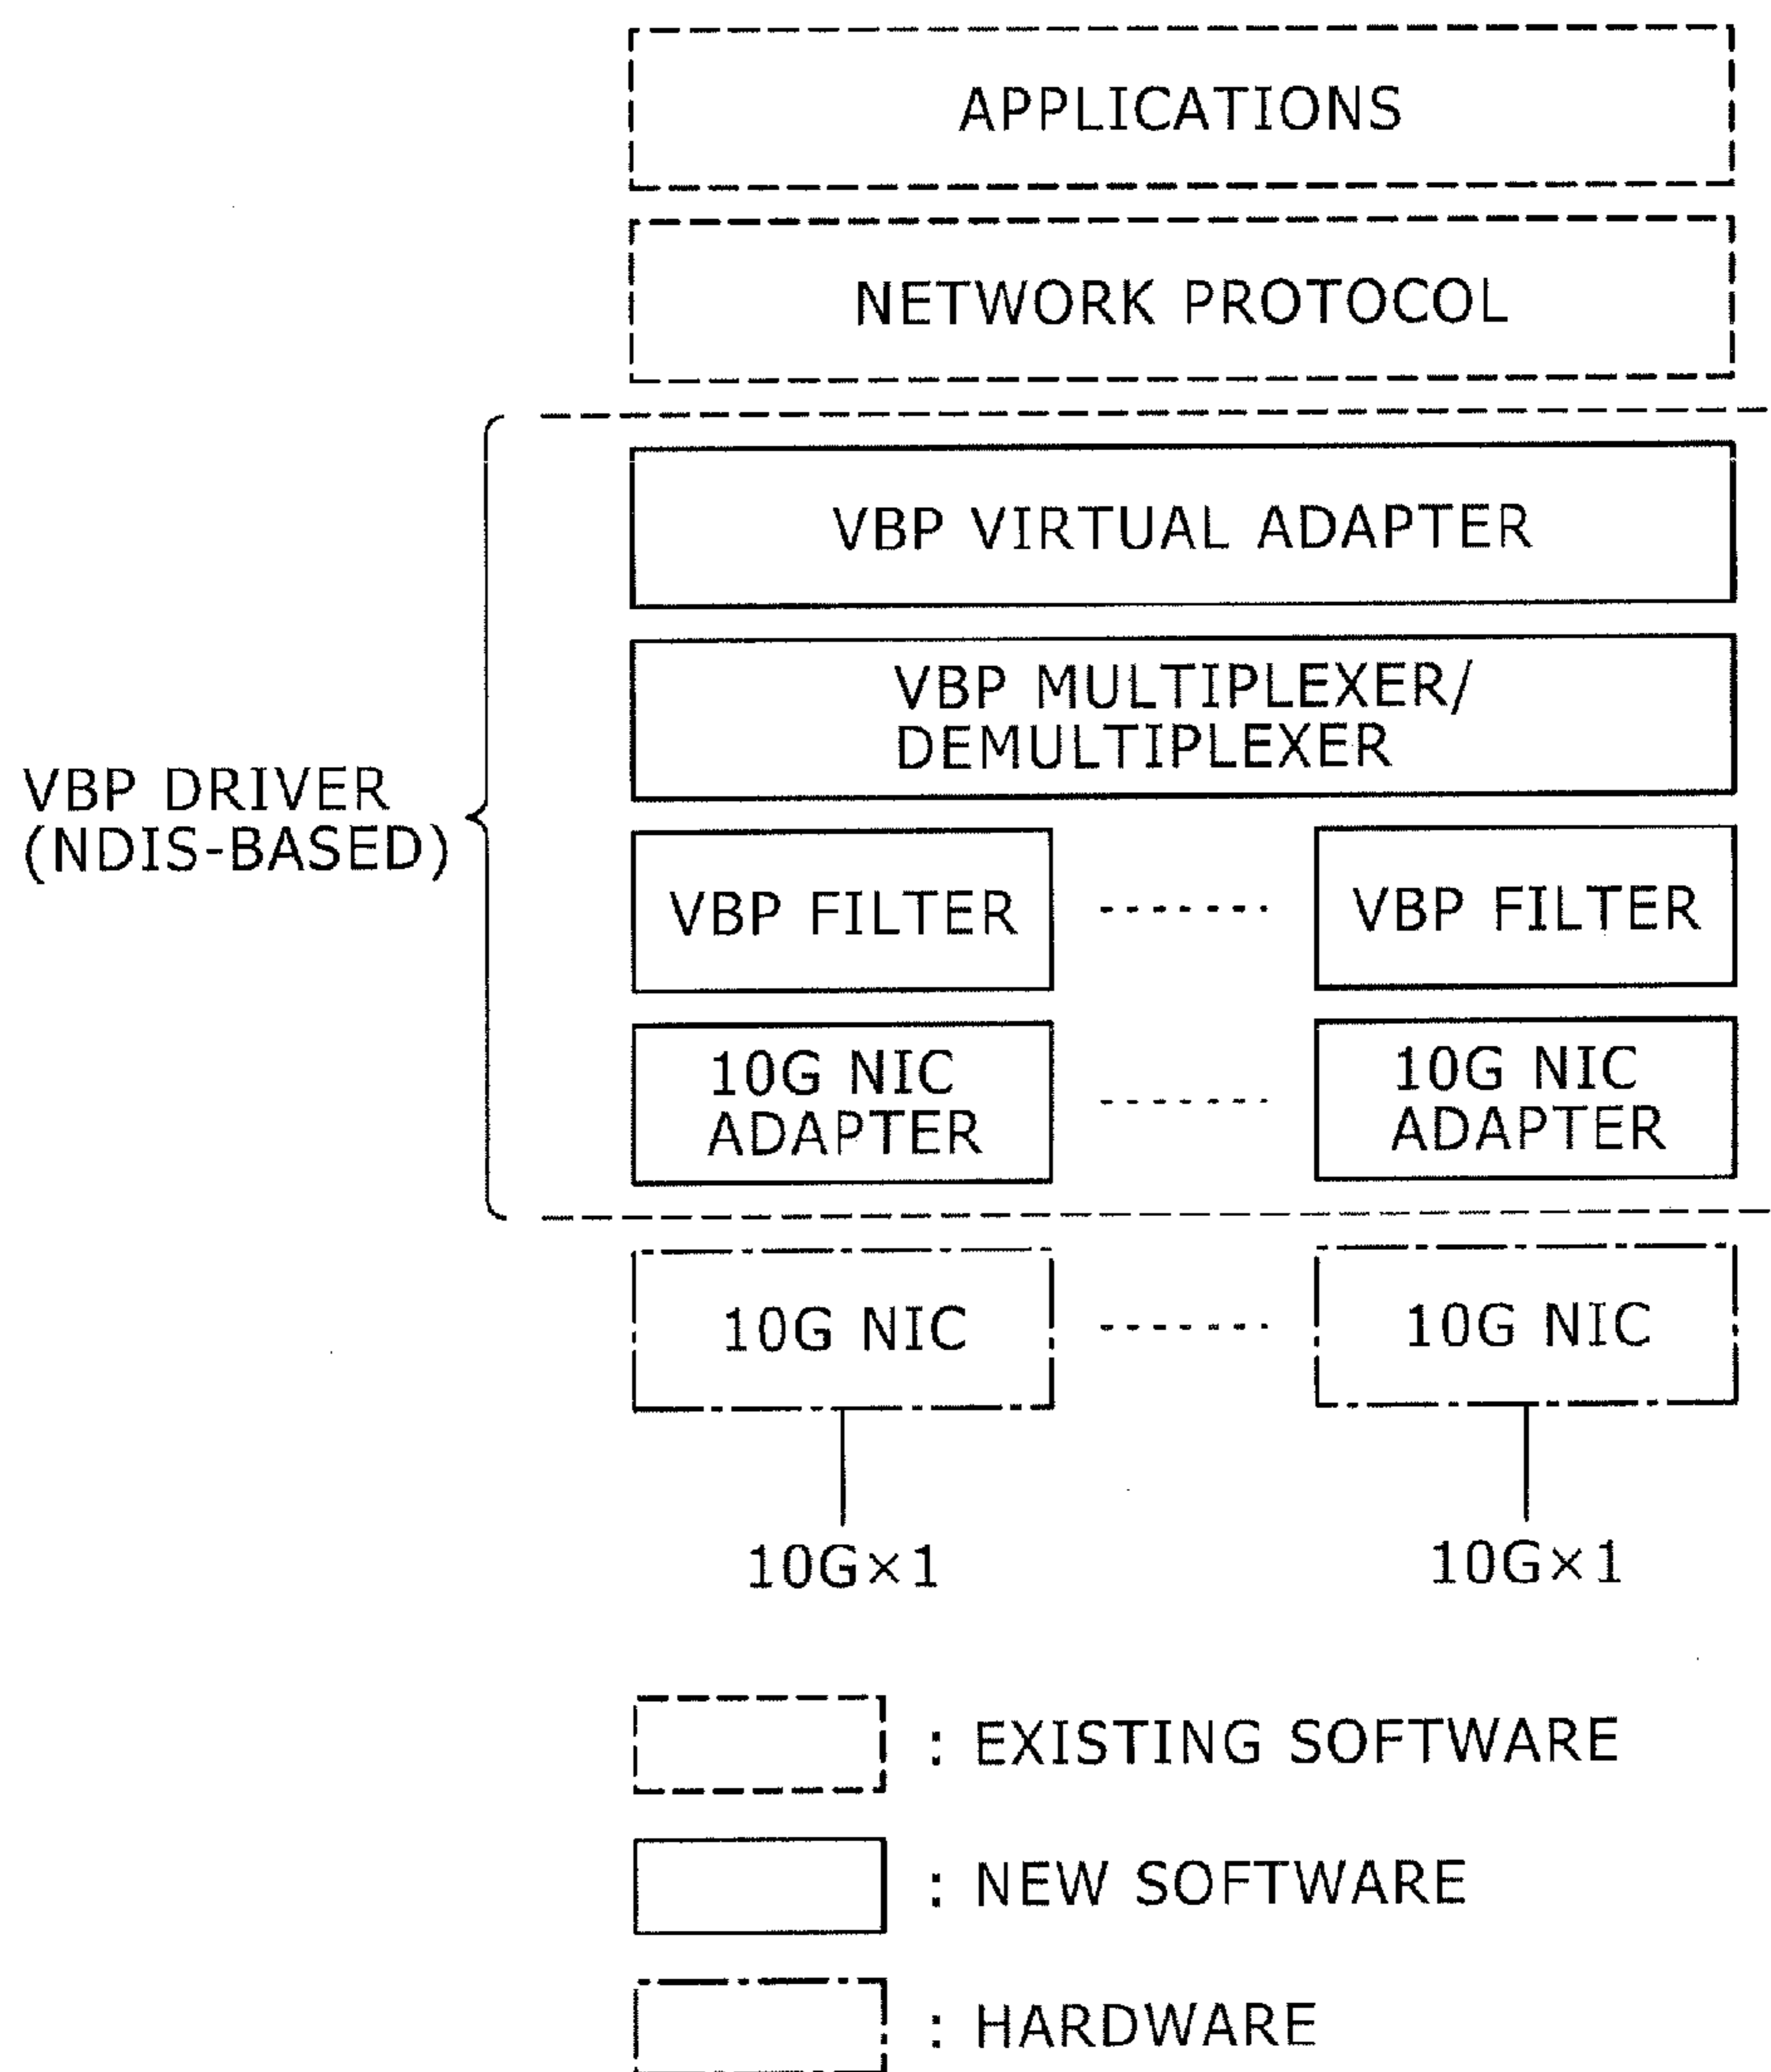 APPLICATIONS
NETWORK PROTOCOL
VBP VIRTUAL ADAPTER
VBP MULTIPLEXER/
DEMULTIPLEXER
VBP DRIVER
(NDIS-BASED)
VBP FILTER
VBP FILTER
10G NIC
ADAPTER
10G NIC
ADAPTER
10G NIC
10G NIC
10G×1
10G×1
: EXISTING SOFTWARE
: NEW SOFTWARE
: HARDWARE